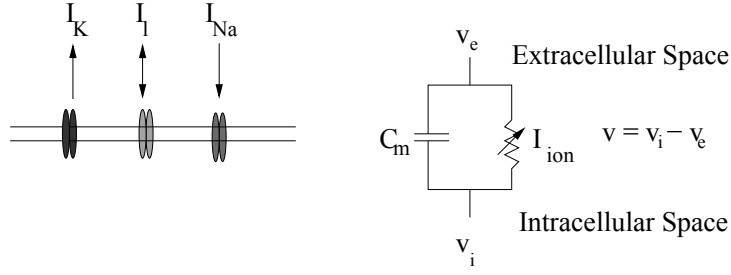 I_K I_l I_Na
v_e
Extracellular Space
C_m I_ion v = v_i − v_e
Intracellular Space
v_i